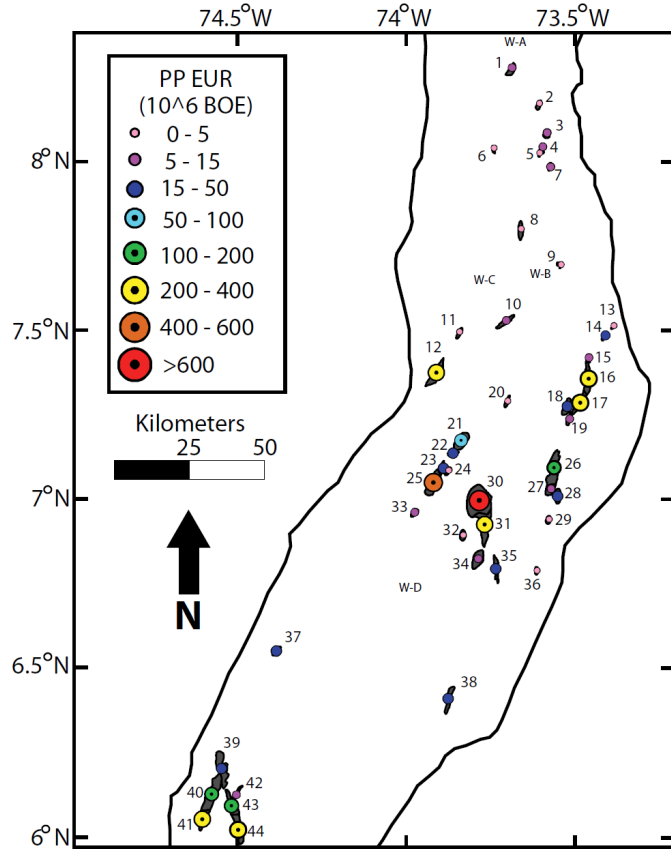 74.5°W 74°W 73.5°W
W-A
1
PP EUR
(10^6 BOE)
0 - 5
5 - 15
15 - 50
50 - 100
100 - 200
200 - 400
400 - 600
>600
2
3
4
5
6
7
8°N
8
9
W-B
W-C
10
11
12
13
14
15
16
17
18
19
7.5°N
20
21
22
23
24
25
Kilometers
25 50
26
27
28
29
30
31
32
33
34
35
36
7°N
N
W-D
37
38
6.5°N
39
40
41
42
43
44
6°N